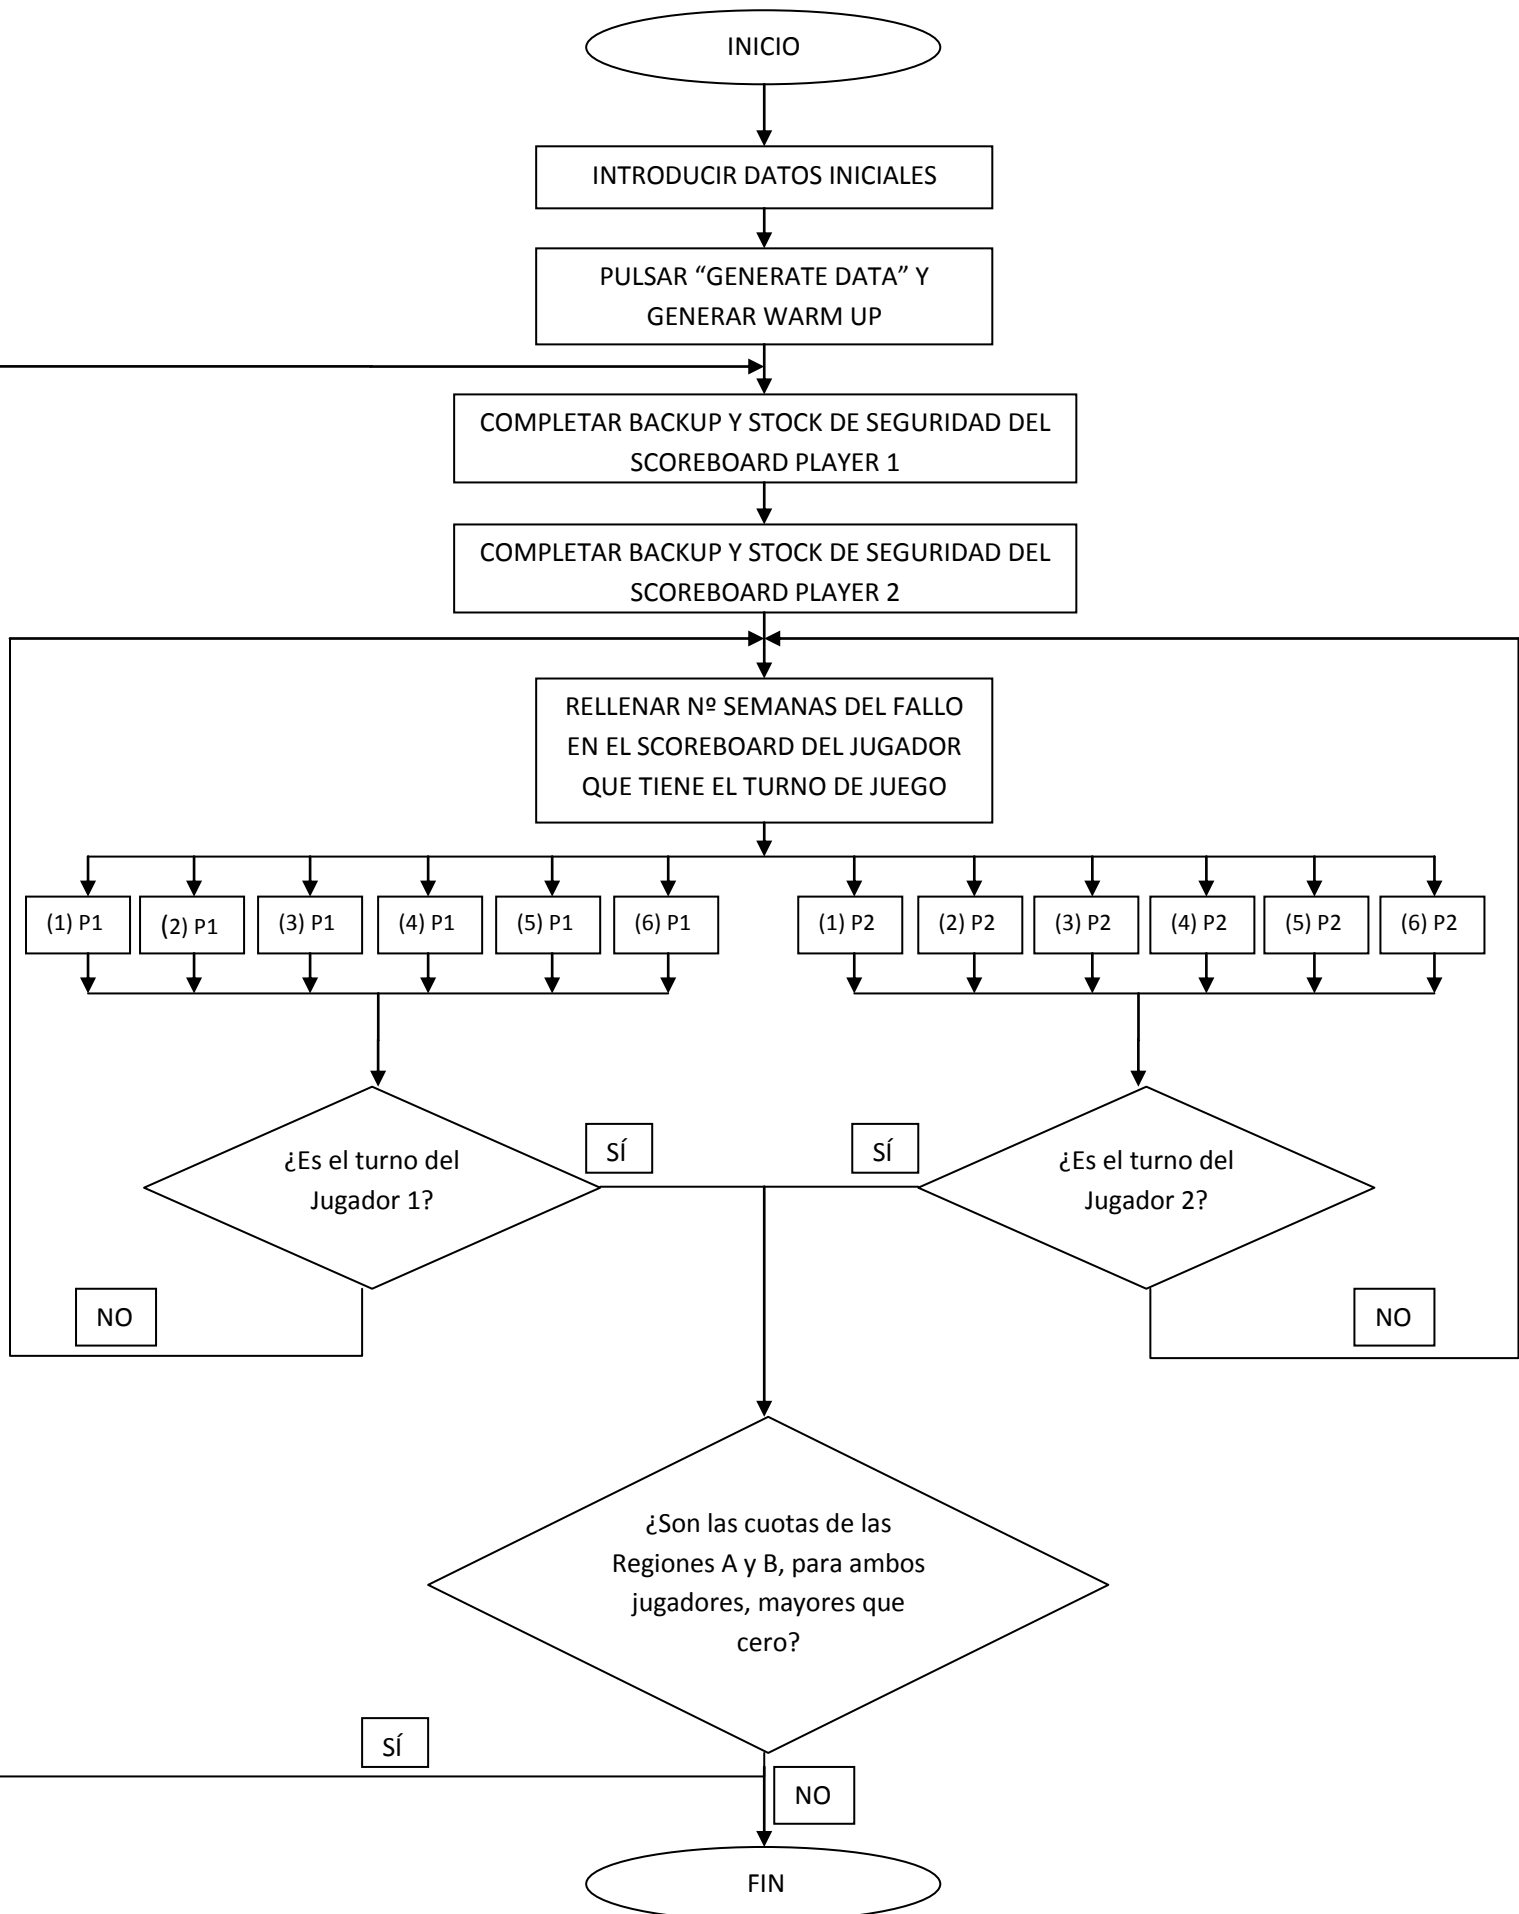 INICIO
INTRODUCIR DATOS INICIALES
PULSAR “GENERATE DATA” Y
GENERAR WARM UP
COMPLETAR BACKUP Y STOCK DE SEGURIDAD DEL
SCOREBOARD PLAYER 1
COMPLETAR BACKUP Y STOCK DE SEGURIDAD DEL
SCOREBOARD PLAYER 2
RELLENAR Nº SEMANAS DEL FALLO
EN EL SCOREBOARD DEL JUGADOR
QUE TIENE EL TURNO DE JUEGO
(1) P1
(2) P1
(3) P1
(4) P1
(5) P1
(6) P1
(1) P2
(2) P2
(3) P2
(4) P2
(5) P2
(6) P2
¿Es el turno del
Jugador 1?
SÍ
SÍ
¿Es el turno del
Jugador 2?
NO
NO
¿Son las cuotas de las
Regiones A y B, para ambos
jugadores, mayores que
cero?
SÍ
NO
FIN